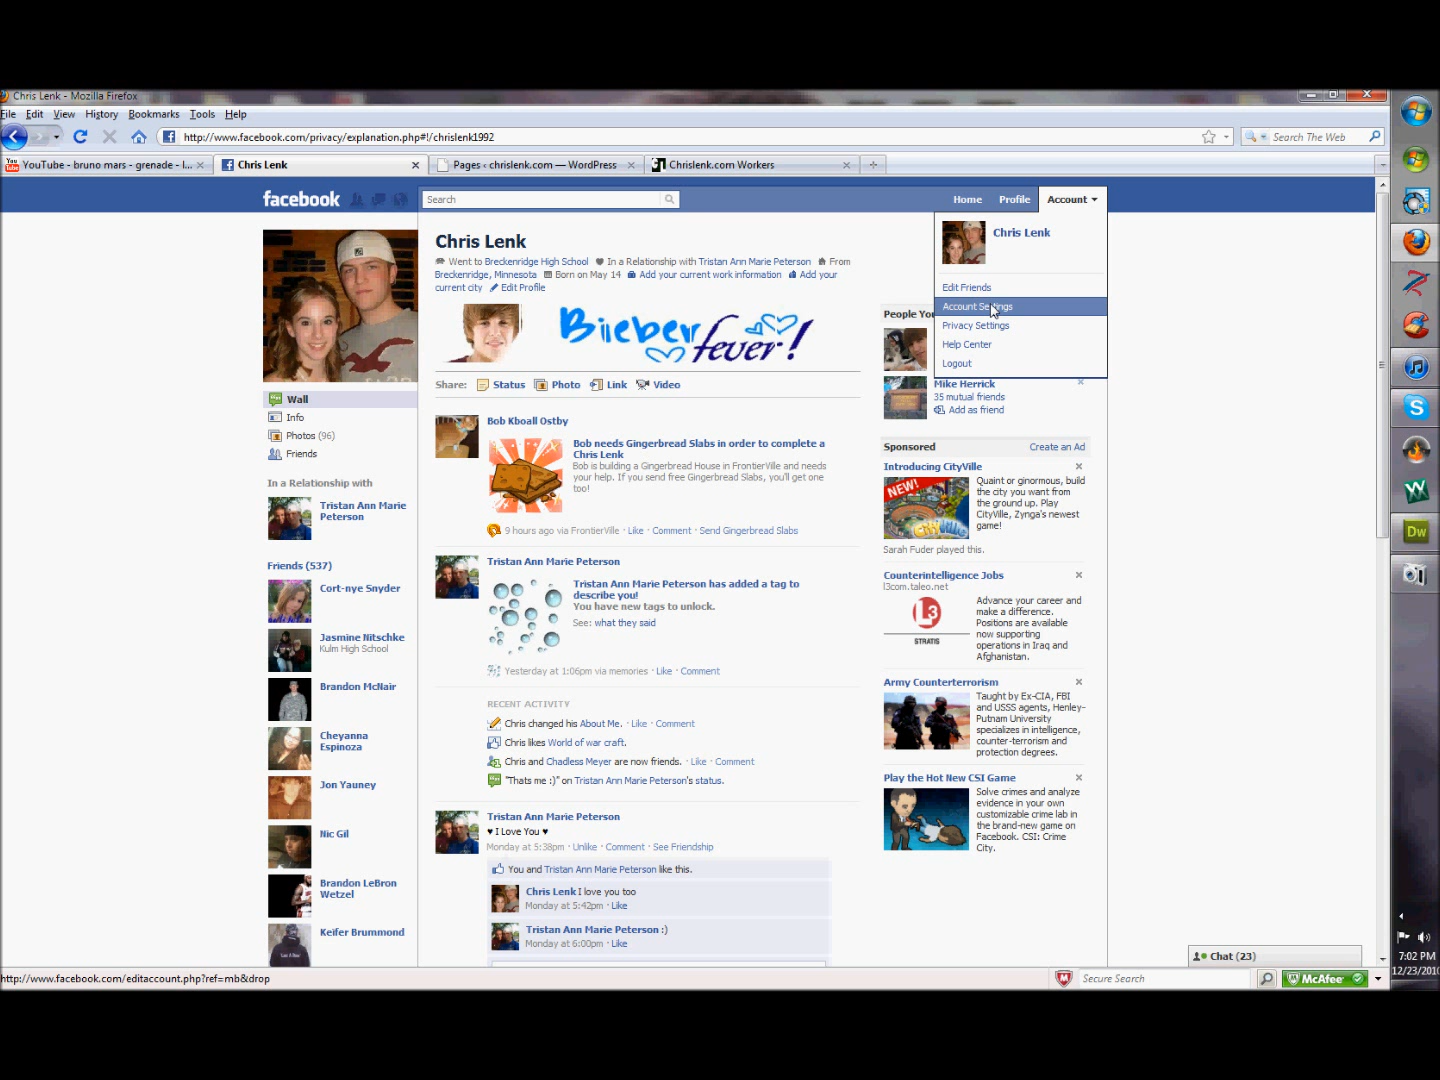 Chris Lenk - Mozilla Firefox
File Edit View History Bookmarks Tools Help
http://www.facebook.com/privacy/explanation.php#!/chrislenk1992
Search The Web
YouTube - bruno mars - grenade - l...
Chris Lenk
Pages ‹ chrislenk.com — WordPress
Chrislenk.com Workers
facebook
Search
Home Profile Account
Chris Lenk
Edit Friends
Account Settings
Privacy Settings
Help Center
Logout
Chris Lenk
Went to Breckenridge High School In a Relationship with Tristan Ann Marie Peterson From
Breckenridge, Minnesota Born on May 14 Add your current work information Add your
current city Edit Profile
Bieber fever!
Share: Status Photo Link Video
Wall
Info
Photos (96)
Friends
In a Relationship with
Tristan Ann Marie
Peterson
Friends (537)
Cort-nye Snyder
Jasmine Nitschke
Kulm High School
Brandon McNair
Cheyanna
Espinoza
Jon Yauney
Nic Gil
Brandon LeBron
Wetzel
Keifer Brummond
Bob Kboall Ostby
Bob needs Gingerbread Slabs in order to complete a
Chris Lenk
Bob is building a Gingerbread House in FrontierVille and needs
your help. If you send free Gingerbread Slabs, you'll get one
too!
9 hours ago via FrontierVille · Like · Comment · Send Gingerbread Slabs
Tristan Ann Marie Peterson
Tristan Ann Marie Peterson has added a tag to
describe you!
You have new tags to unlock.
See: what they said
Yesterday at 1:06pm via memories · Like · Comment
RECENT ACTIVITY
Chris changed his About Me. · Like · Comment
Chris likes World of war craft.
Chris and Chadless Meyer are now friends. · Like · Comment
"Thats me :)" on Tristan Ann Marie Peterson's status.
Tristan Ann Marie Peterson
♥ I Love You ♥
Monday at 5:38pm · Unlike · Comment · See Friendship
You and Tristan Ann Marie Peterson like this.
Chris Lenk I love you too
Monday at 5:42pm · Like
Tristan Ann Marie Peterson :)
Monday at 6:00pm · Like
People You
Mike Herrick
35 mutual friends
Add as friend
Sponsored Create an Ad
Introducing CityVille
NEW!
CityVille
Quaint or ginormous, build
the city you want from
the ground up. Play
CityVille, Zynga's newest
game!
Sarah Fuder played this.
Counterintelligence Jobs
l3com.taleo.net
L3
STRATIS
Advance your career and
make a difference.
Positions are available
now supporting
operations in Iraq and
Afghanistan.
Army Counterterrorism
Taught by Ex-CIA, FBI
and USSS agents, Henley-
Putnam University
specializes in intelligence,
counter-terrorism and
protection degrees.
Play the Hot New CSI Game
Solve crimes and analyze
evidence in your own
customizable crime lab in
the brand-new game on
Facebook. CSI: Crime
City.
Chat (23)
http://www.facebook.com/editaccount.php?ref=mb&drop
Secure Search
McAfee
Dw
7:02 PM
12/23/2010